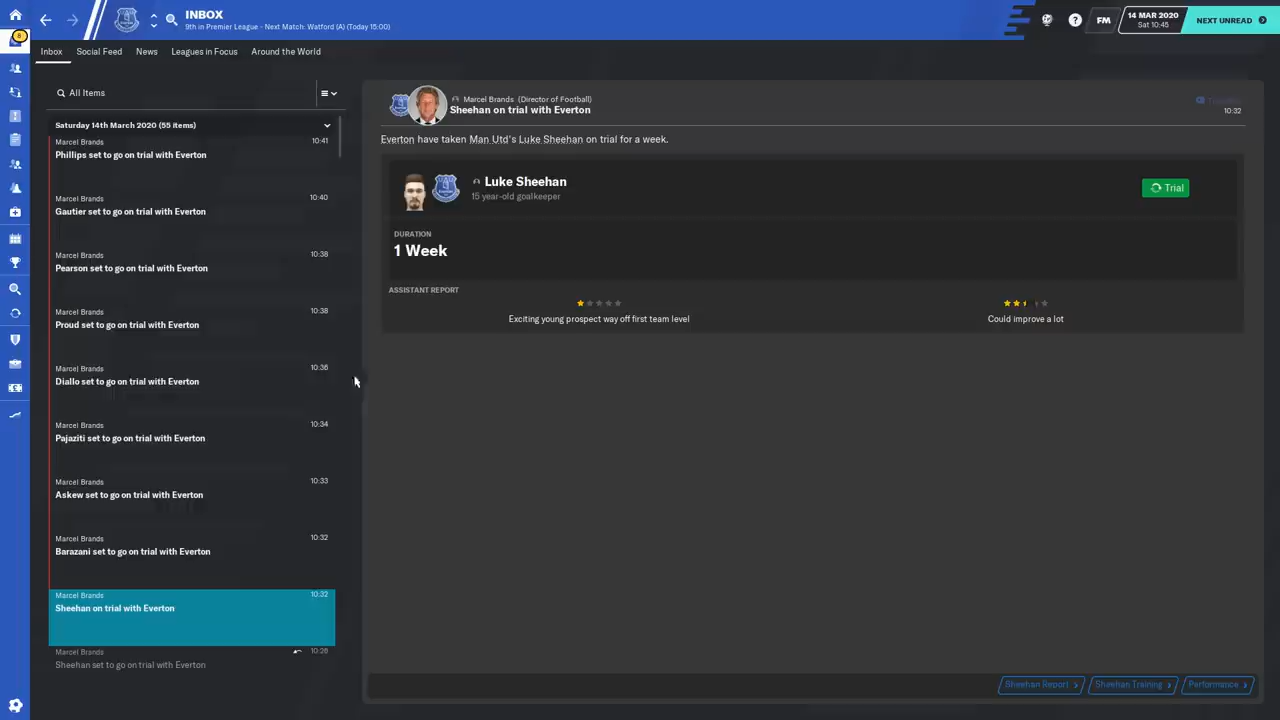 INBOX
9th in Premier League - Next Match: Watford (A) (Today 15:00)
FM
14 MAR 2020
Sat 10:45
NEXT UNREAD
8
Inbox
Social Feed
News
Leagues in Focus
Around the World
All Items
Saturday 14th March 2020 (55 items)
Marcel Brands 10:41
Phillips set to go on trial with Everton
Marcel Brands 10:40
Gautier set to go on trial with Everton
Marcel Brands 10:38
Pearson set to go on trial with Everton
Marcel Brands 10:38
Proud set to go on trial with Everton
Marcel Brands 10:36
Diallo set to go on trial with Everton
Marcel Brands 10:34
Pajaziti set to go on trial with Everton
Marcel Brands 10:33
Askew set to go on trial with Everton
Marcel Brands 10:32
Barazani set to go on trial with Everton
Marcel Brands 10:32
Sheehan on trial with Everton
Marcel Brands 10:26
Sheehan set to go on trial with Everton
Marcel Brands (Director of Football)
Sheehan on trial with Everton
10:32
Everton have taken Man Utd's Luke Sheehan on trial for a week.
Luke Sheehan
15 year-old goalkeeper
Trial
DURATION
1 Week
ASSISTANT REPORT
Exciting young prospect way off first team level
Could improve a lot
Sheehan Report
Sheehan Training
Performance